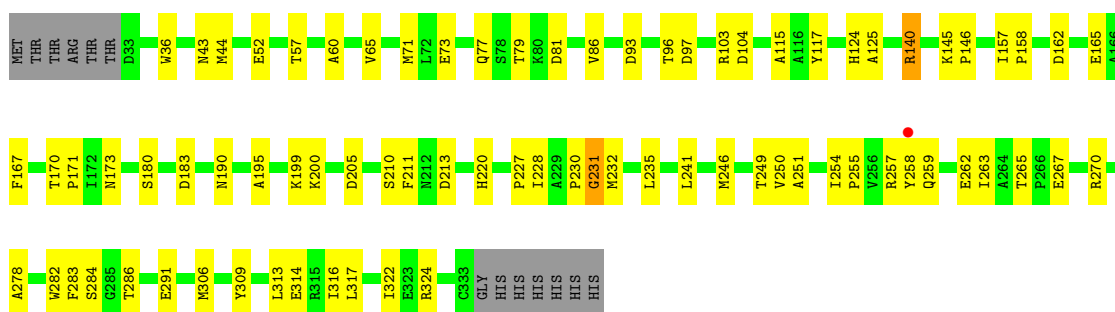 MET THR THR ARG THR THR D33 W36 N43 M44 E52 T57 A60 V65 M71 L72 E73 Q77 S78 T79 K80 D81 V86 D93 T96 D97 R103 D104 A115 A116 Y117 H124 A125 R140 K145 P146 I157 P158 D162 E165 A166
F167 T170 P171 I172 N173 S180 D183 N190 A195 K199 K200 D205 S210 F211 N212 D213 H220 P227 I228 A229 P230 G231 M232 L235 L241 M246 T249 V250 A251 I254 P255 V256 R257 Y258 Q259 E262 I263 A264 T265 P266 E267 R270
A278 W282 F283 S284 G285 T286 E291 M306 Y309 L313 E314 R315 I316 L317 I322 E323 R324 C333 GLY HIS HIS HIS HIS HIS